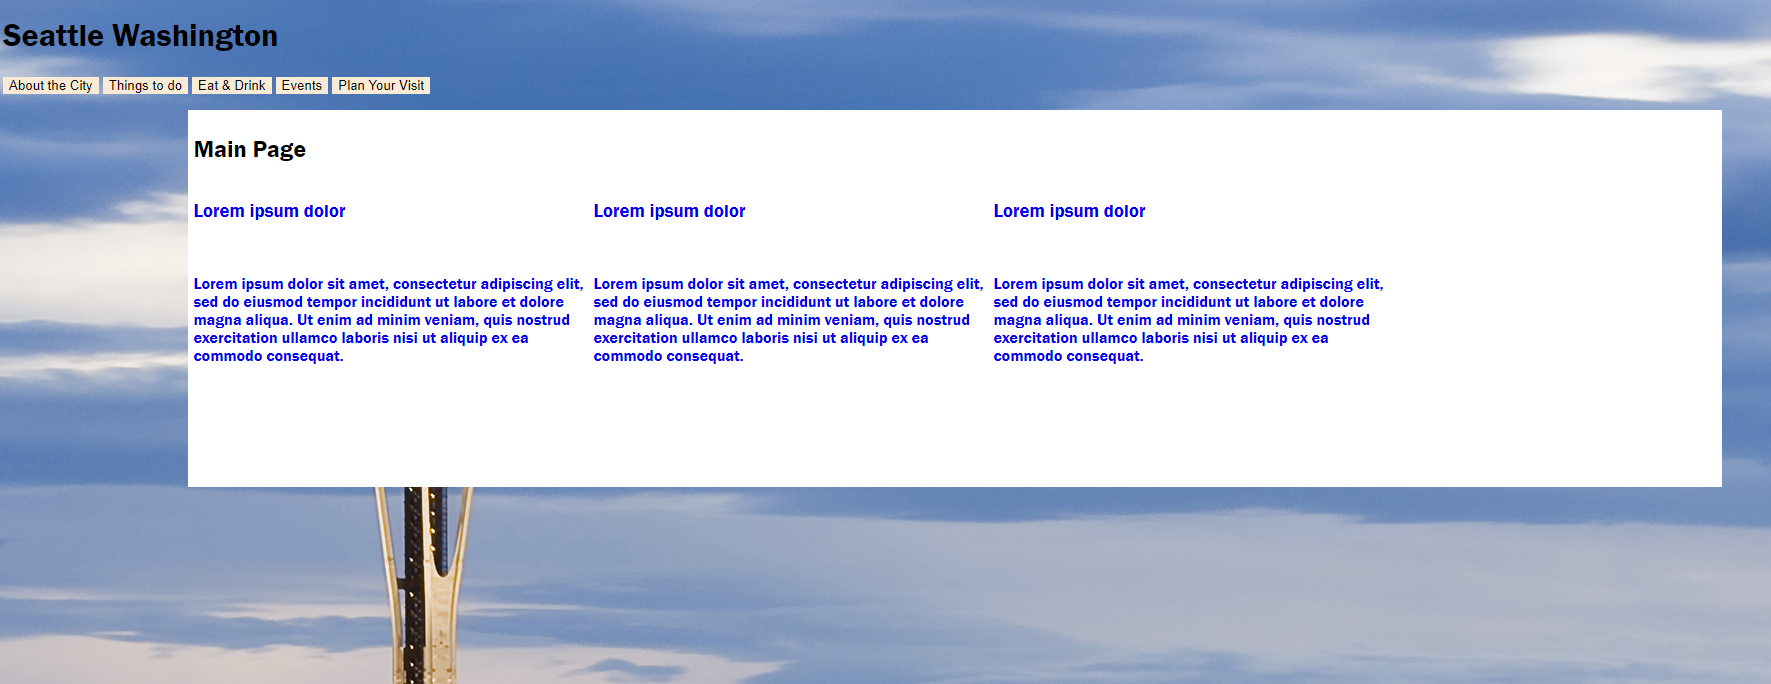 Seattle Washington
About the City Things to do Eat & Drink Events Plan Your Visit
Main Page
Lorem ipsum dolor
Lorem ipsum dolor sit amet, consectetur adipiscing elit,
sed do eiusmod tempor incididunt ut labore et dolore
magna aliqua. Ut enim ad minim veniam, quis nostrud
exercitation ullamco laboris nisi ut aliquip ex ea
commodo consequat.
Lorem ipsum dolor
Lorem ipsum dolor sit amet, consectetur adipiscing elit,
sed do eiusmod tempor incididunt ut labore et dolore
magna aliqua. Ut enim ad minim veniam, quis nostrud
exercitation ullamco laboris nisi ut aliquip ex ea
commodo consequat.
Lorem ipsum dolor
Lorem ipsum dolor sit amet, consectetur adipiscing elit,
sed do eiusmod tempor incididunt ut labore et dolore
magna aliqua. Ut enim ad minim veniam, quis nostrud
exercitation ullamco laboris nisi ut aliquip ex ea
commodo consequat.